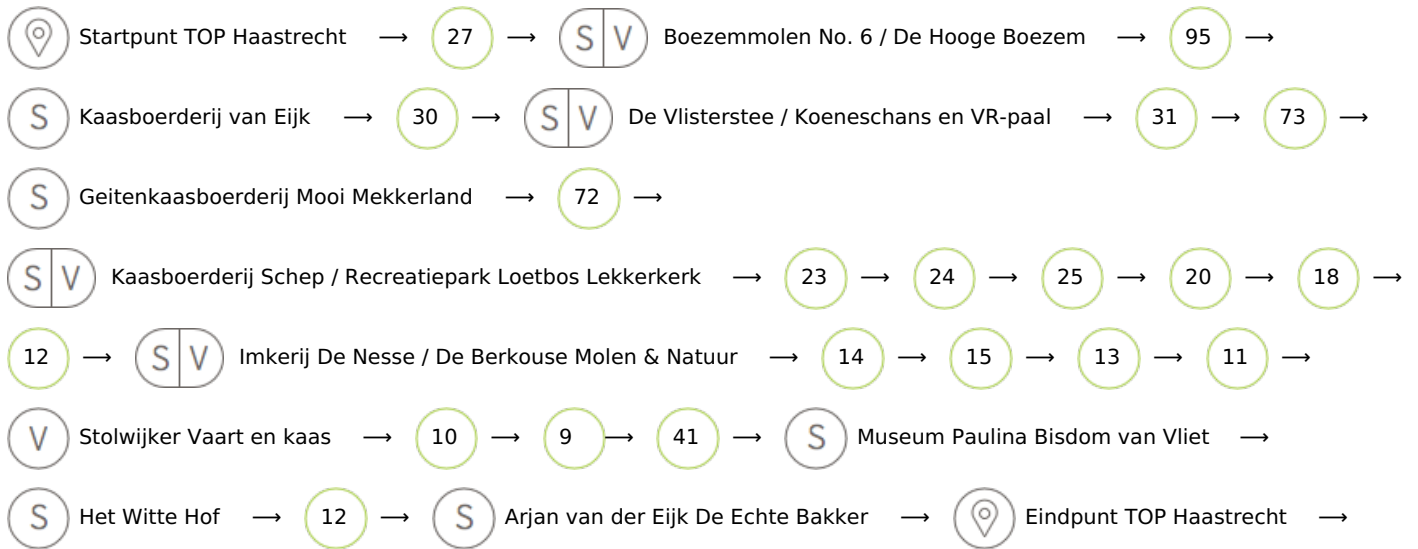 Startpunt TOP Haastrecht → 27 → S V Boezemmolen No. 6 / De Hooge Boezem → 95 →
S Kaasboerderij van Eijk → 30 → S V De Vlisterstee / Koeneschans en VR-paal → 31 → 73 →
S Geitenkaasboerderij Mooi Mekkerland → 72 →
S V Kaasboerderij Schep / Recreatiepark Loetbos Lekkerkerk → 23 → 24 → 25 → 20 → 18 →
12 → S V Imkerij De Nesse / De Berkouse Molen & Natuur → 14 → 15 → 13 → 11 →
V Stolwijker Vaart en kaas → 10 → 9 → 41 → S Museum Paulina Bisdom van Vliet →
S Het Witte Hof → 12 → S Arjan van der Eijk De Echte Bakker → Eindpunt TOP Haastrecht →